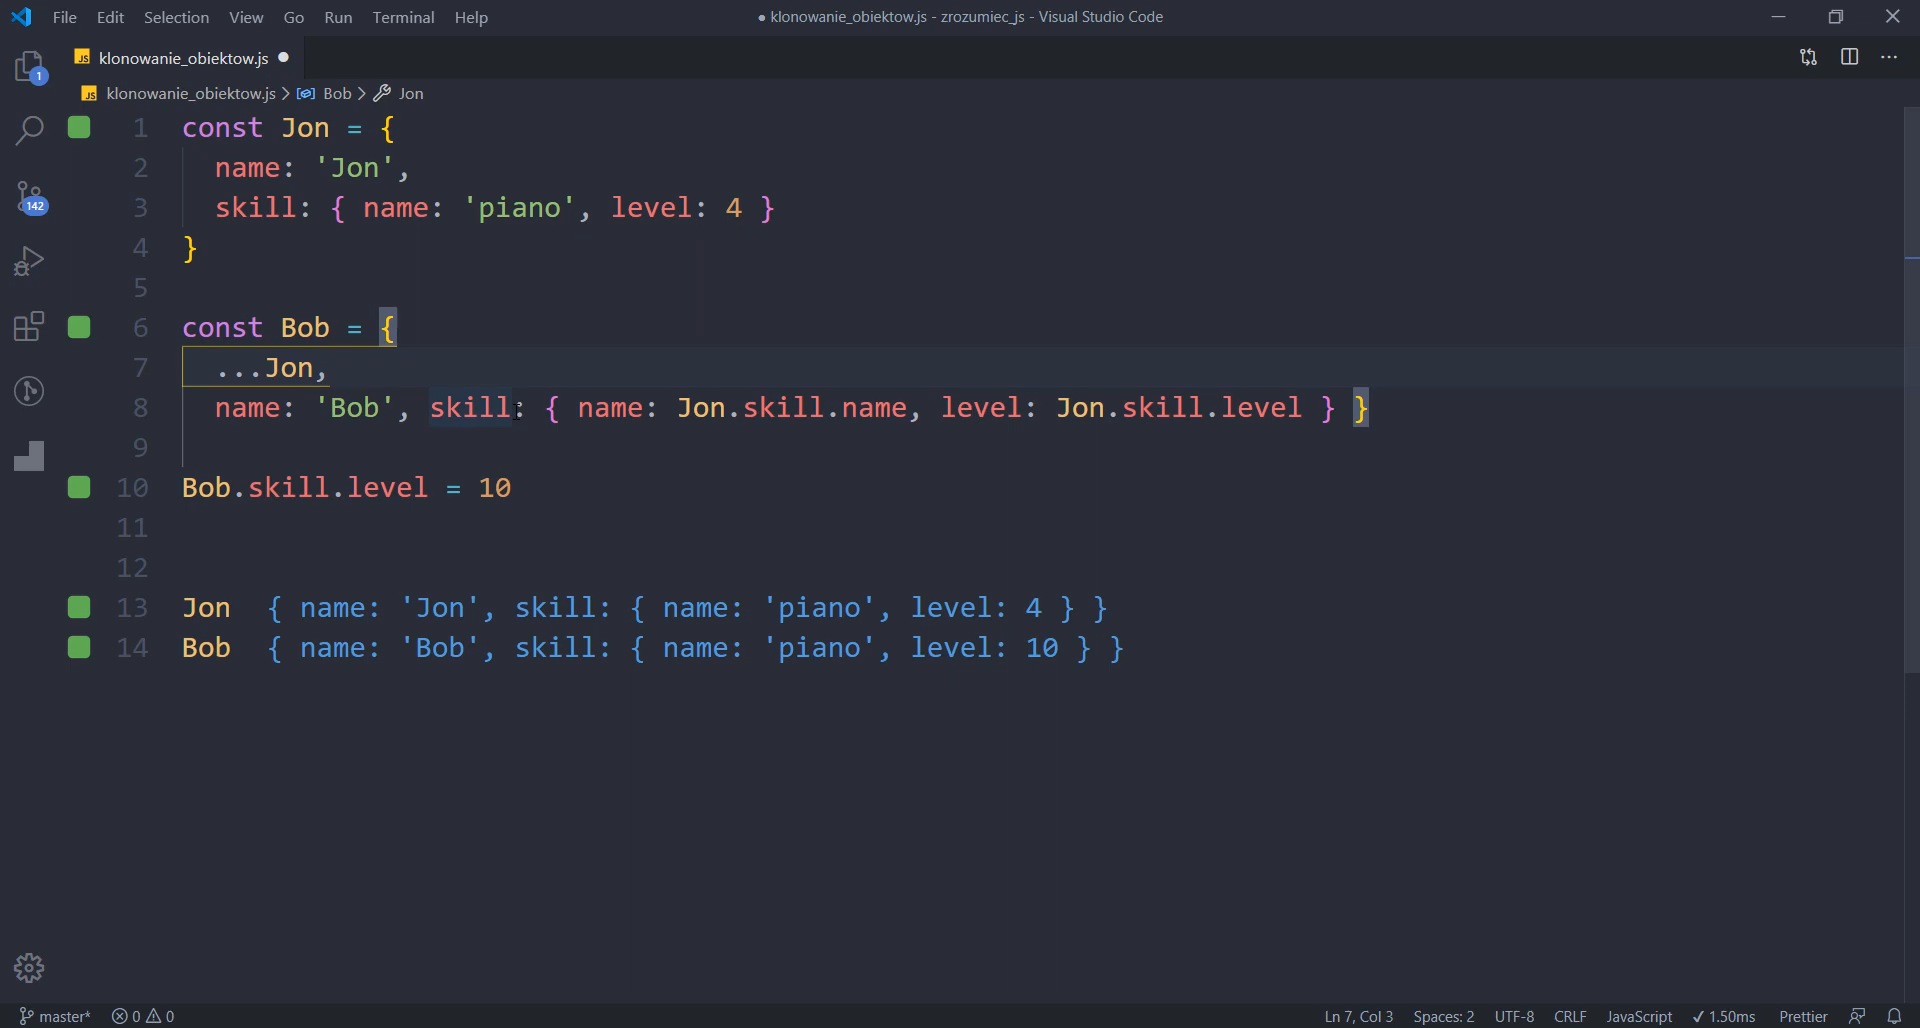 File Edit Selection View Go Run Terminal Help
● klonowanie_obiektow.js - zrozumiec_js - Visual Studio Code
JS klonowanie_obiektow.js ●
JS klonowanie_obiektow.js > Bob > Jon
1
142
1 const Jon = {
2 name: 'Jon',
3 skill: { name: 'piano', level: 4 }
4 }
5
6 const Bob = {
7 ...Jon,
8 name: 'Bob', skill: { name: Jon.skill.name, level: Jon.skill.level } }
9
10 Bob.skill.level = 10
11
12
13 Jon { name: 'Jon', skill: { name: 'piano', level: 4 } }
14 Bob { name: 'Bob', skill: { name: 'piano', level: 10 } }
master* 0 0 Ln 7, Col 3 Spaces: 2 UTF-8 CRLF JavaScript ✓ 1.50ms Prettier